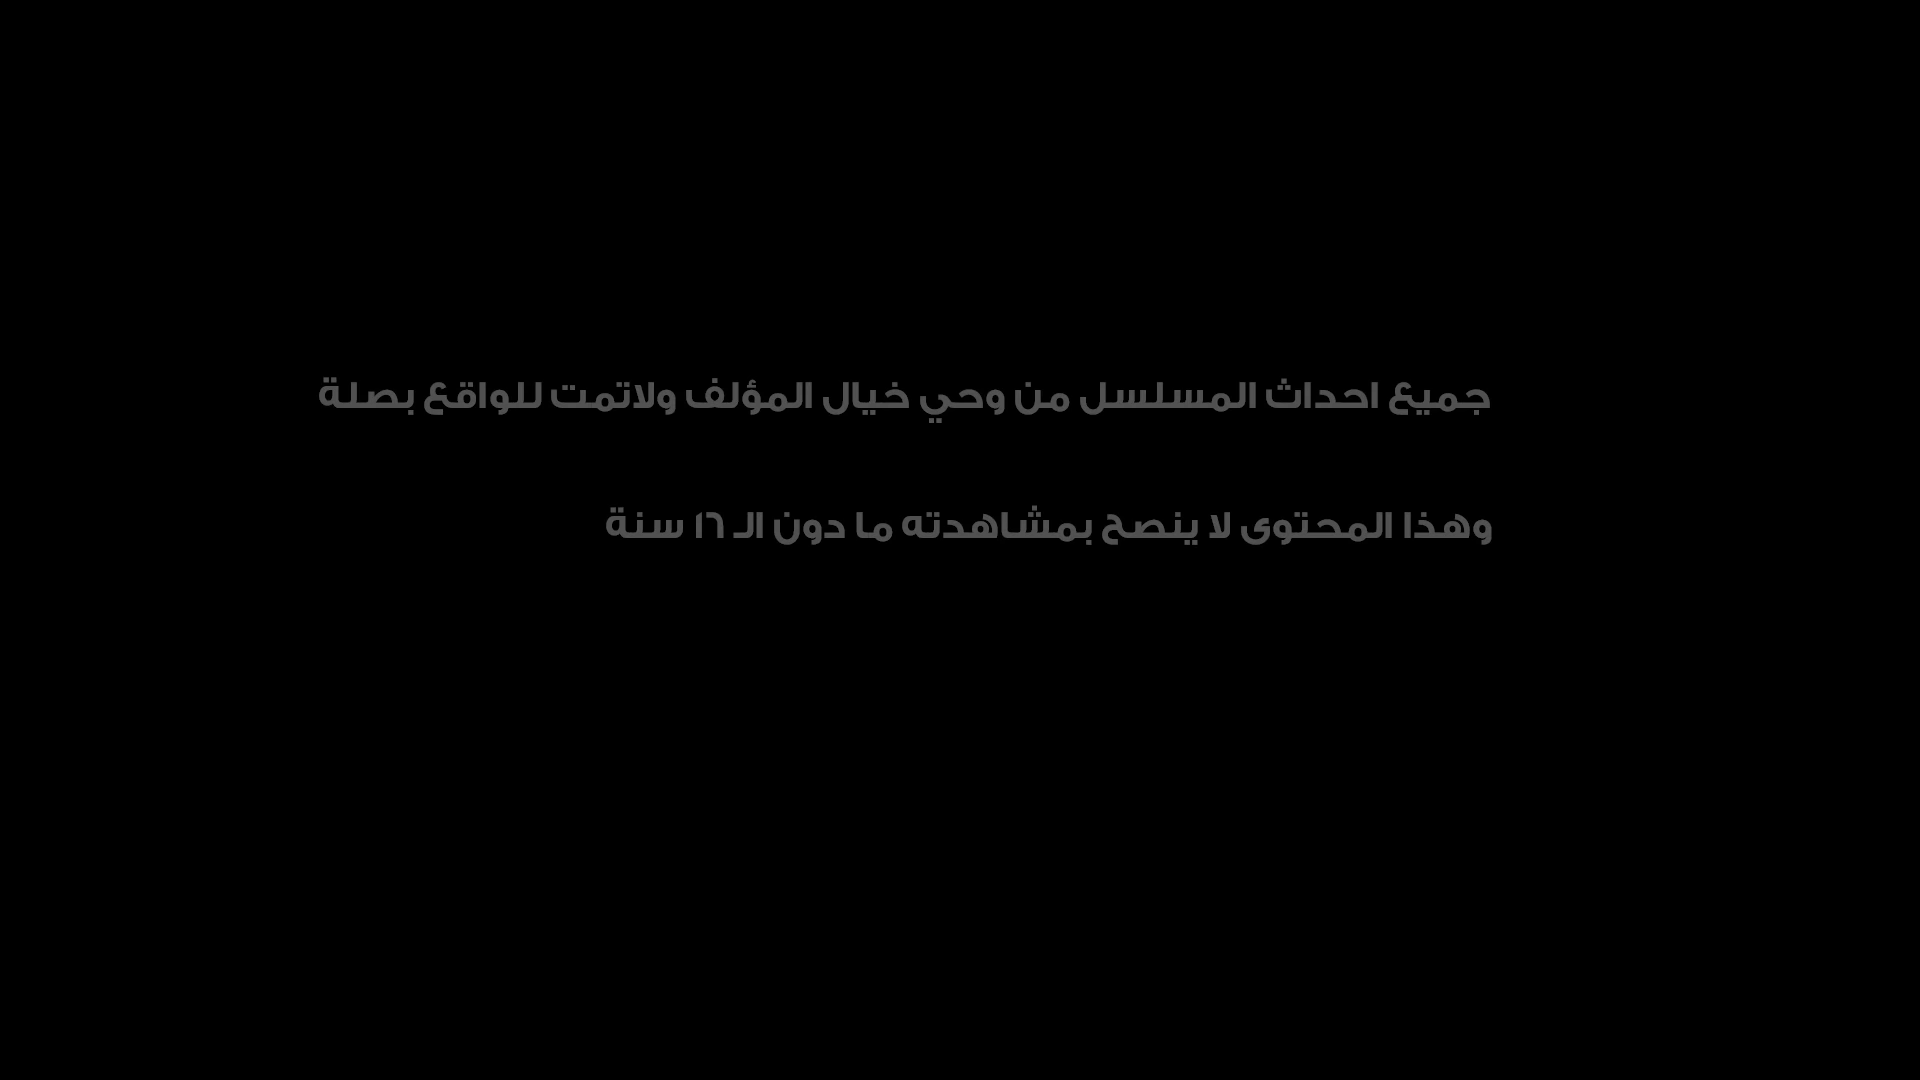 جميع احداث المسلسل من وحي خيال المؤلف ولاتمت للواقع بصلة
وهذا المحتوى لا ينصح بمشاهدته ما دون الـ ١٦ سنة